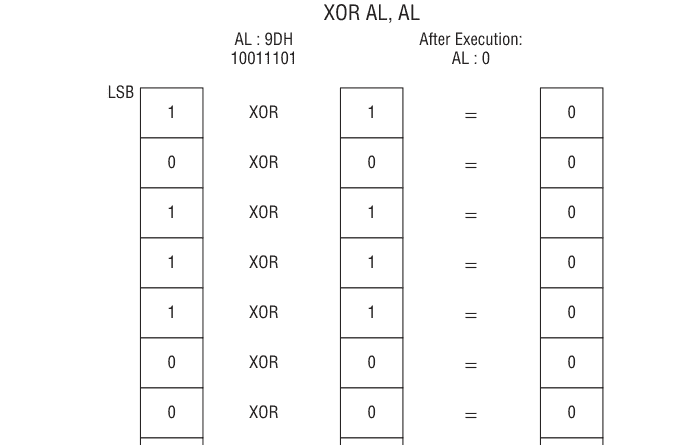 XOR AL, AL
AL : 9DH After Execution:
10011101 AL : 0
LSB
1 XOR 1 = 0
0 XOR 0 = 0
1 XOR 1 = 0
1 XOR 1 = 0
1 XOR 1 = 0
0 XOR 0 = 0
0 XOR 0 = 0